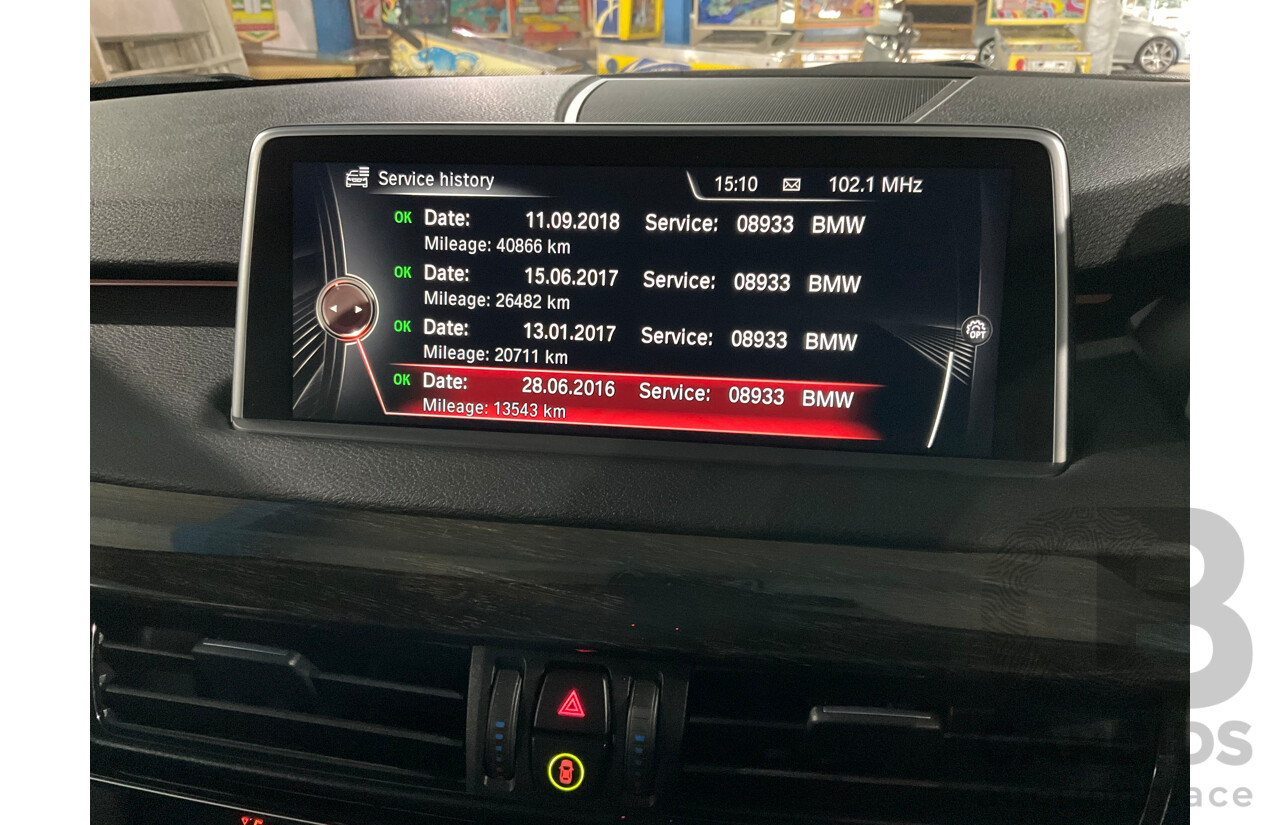 Service history 15:10 102.1 MHz
OK Date: 11.09.2018 Service: 08933 BMW
Mileage: 40866 km
OK Date: 15.06.2017 Service: 08933 BMW
Mileage: 26482 km
OK Date: 13.01.2017 Service: 08933 BMW
Mileage: 20711 km
OK Date: 28.06.2016 Service: 08933 BMW
Mileage: 13543 km
OPT